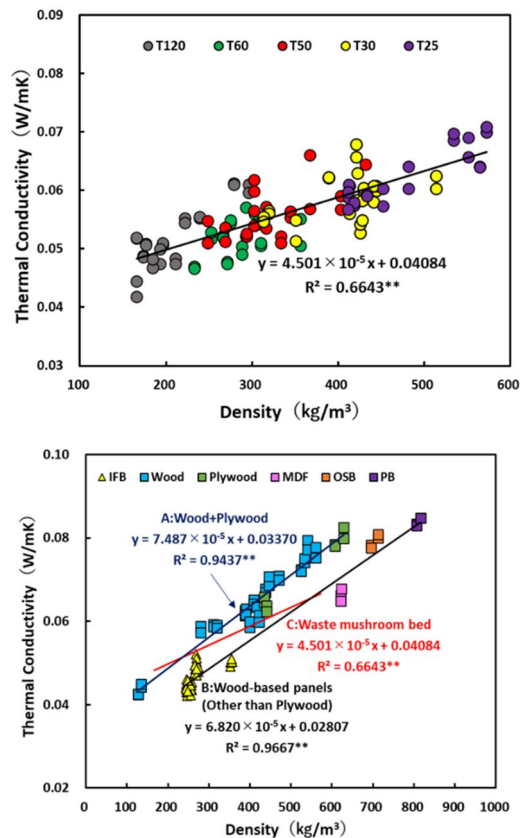 0.09
0.08
0.07
0.06
0.05
0.04
0.03
Thermal Conductivity (W/mK)
T120 T60 T50 T30 T25
y = 4.501 × 10⁻⁵ x + 0.04084
R² = 0.6643**
100 200 300 400 500 600
Density (kg/m³)
0.10
0.08
0.06
0.04
0.02
Thermal Conductivity (W/mK)
IFB Wood Plywood MDF OSB PB
A:Wood+Plywood
y = 7.487 × 10⁻⁵ x + 0.03370
R² = 0.9437**
C:Waste mushroom bed
y = 4.501 × 10⁻⁵ x + 0.04084
R² = 0.6643**
B:Wood-based panels
(Other than Plywood)
y = 6.820 × 10⁻⁵ x + 0.02807
R² = 0.9667**
0 100 200 300 400 500 600 700 800 900 1000
Density (kg/m³)